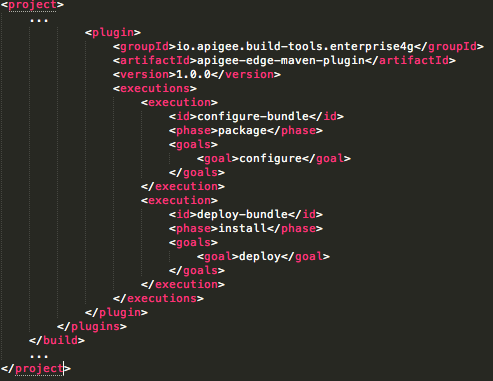 <project>
    ...
            <plugin>
                <groupId>io.apigee.build-tools.enterprise4g</groupId>
                <artifactId>apigee-edge-maven-plugin</artifactId>
                <version>1.0.0</version>
                <executions>
                    <execution>
                        <id>configure-bundle</id>
                        <phase>package</phase>
                        <goals>
                            <goal>configure</goal>
                        </goals>
                    </execution>
                    <execution>
                        <id>deploy-bundle</id>
                        <phase>install</phase>
                        <goals>
                            <goal>deploy</goal>
                        </goals>
                    </execution>
                </executions>
            </plugin>
        </plugins>
    </build>
    ...
</project>